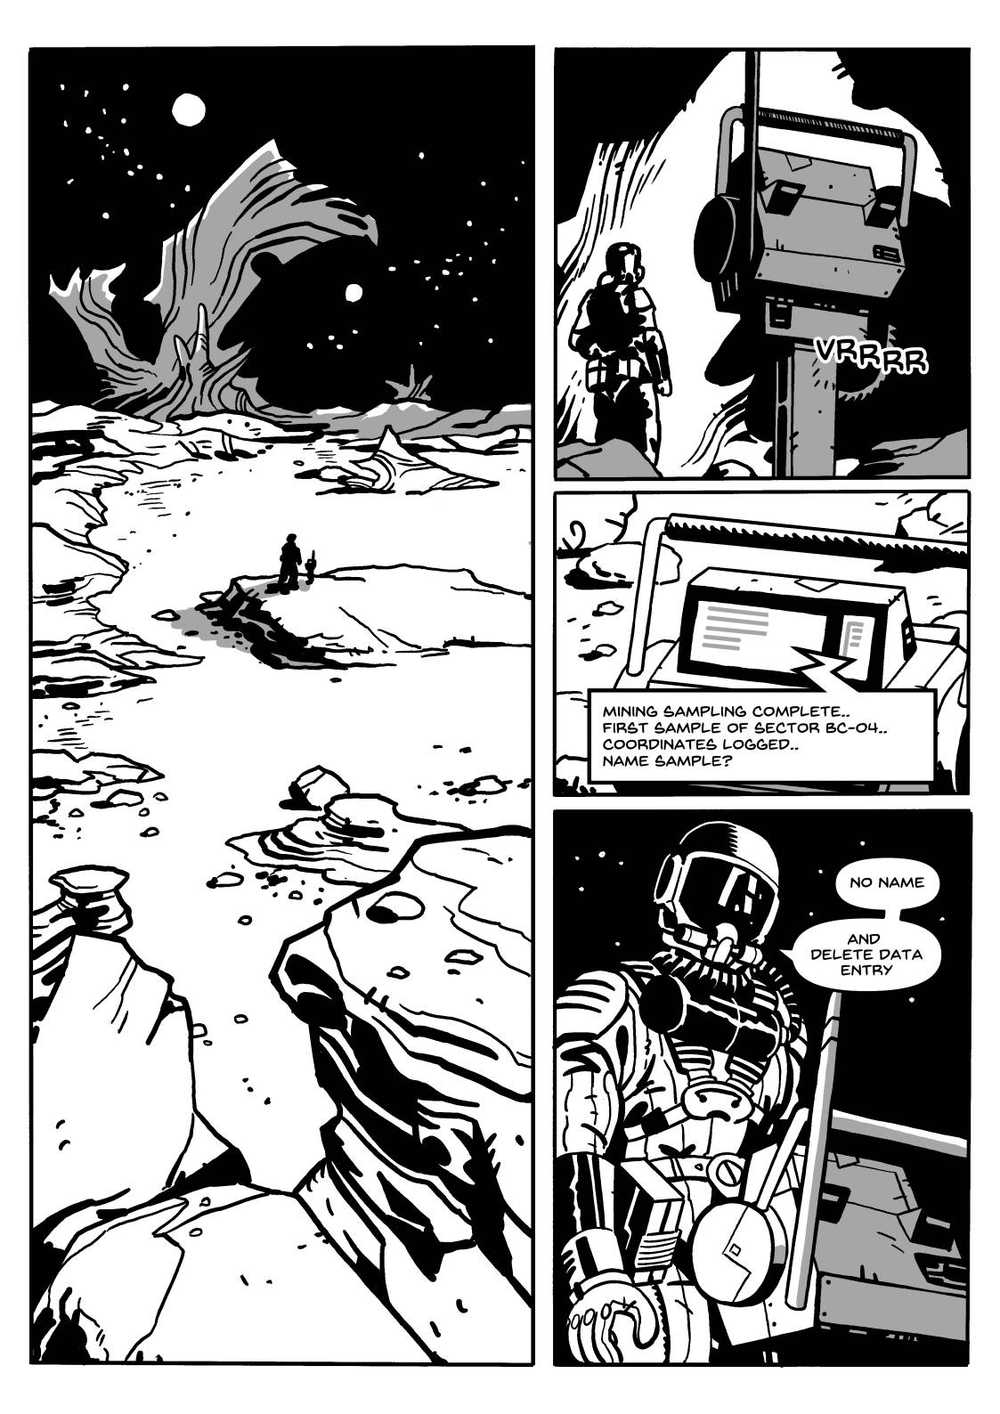 VRRRR
MINING SAMPLING COMPLETE..
FIRST SAMPLE OF SECTOR BC-04..
COORDINATES LOGGED..
NAME SAMPLE?
NO NAME
AND
DELETE DATA
ENTRY